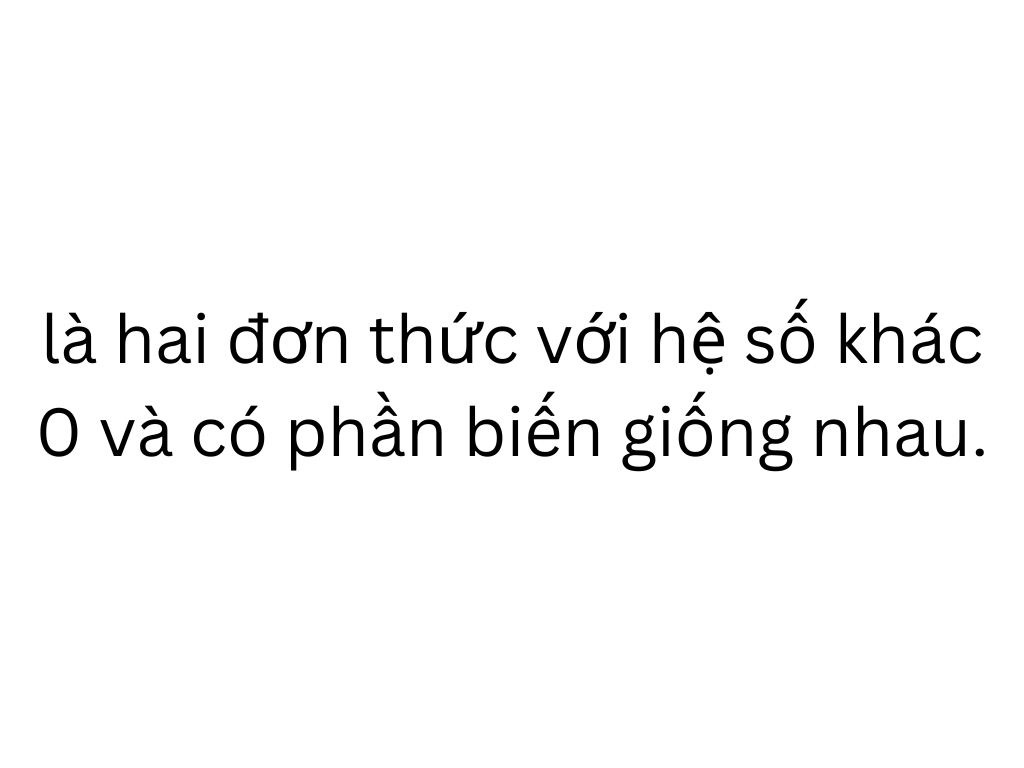 là hai đơn thức với hệ số khác
0 và có phần biến giống nhau.